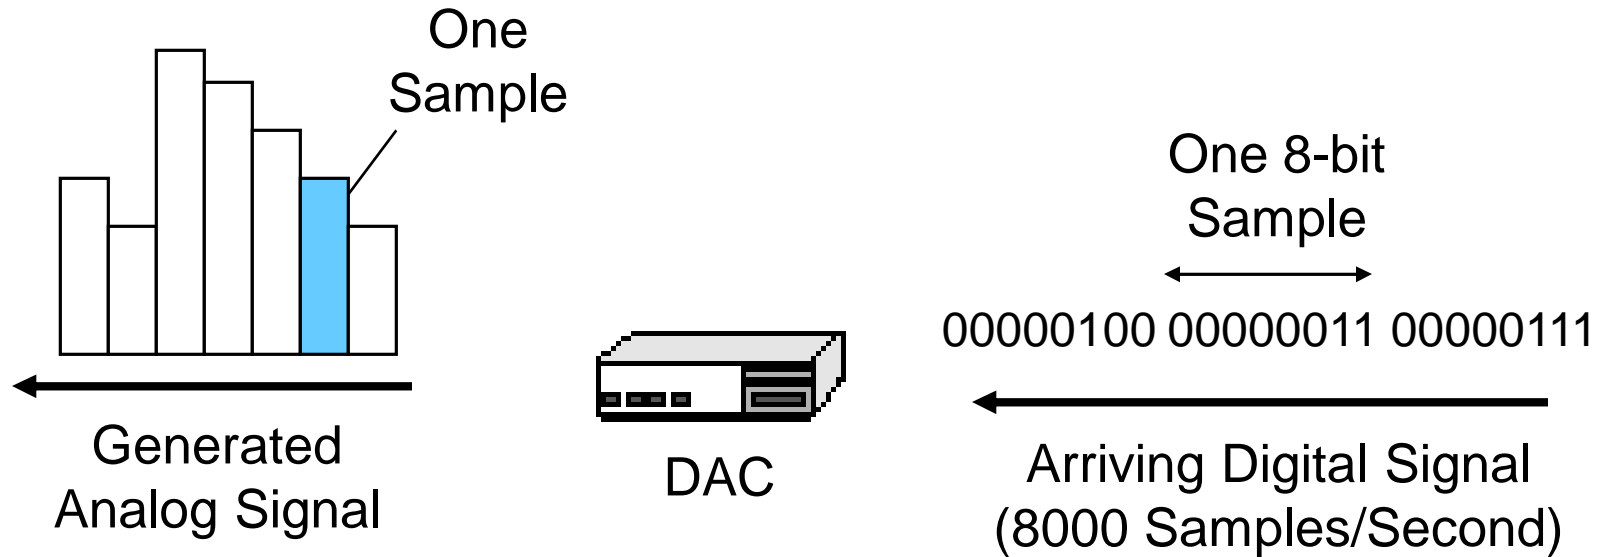 One
Sample
One 8-bit
Sample
00000100 00000011 00000111
Generated
Analog Signal
DAC
Arriving Digital Signal
(8000 Samples/Second)